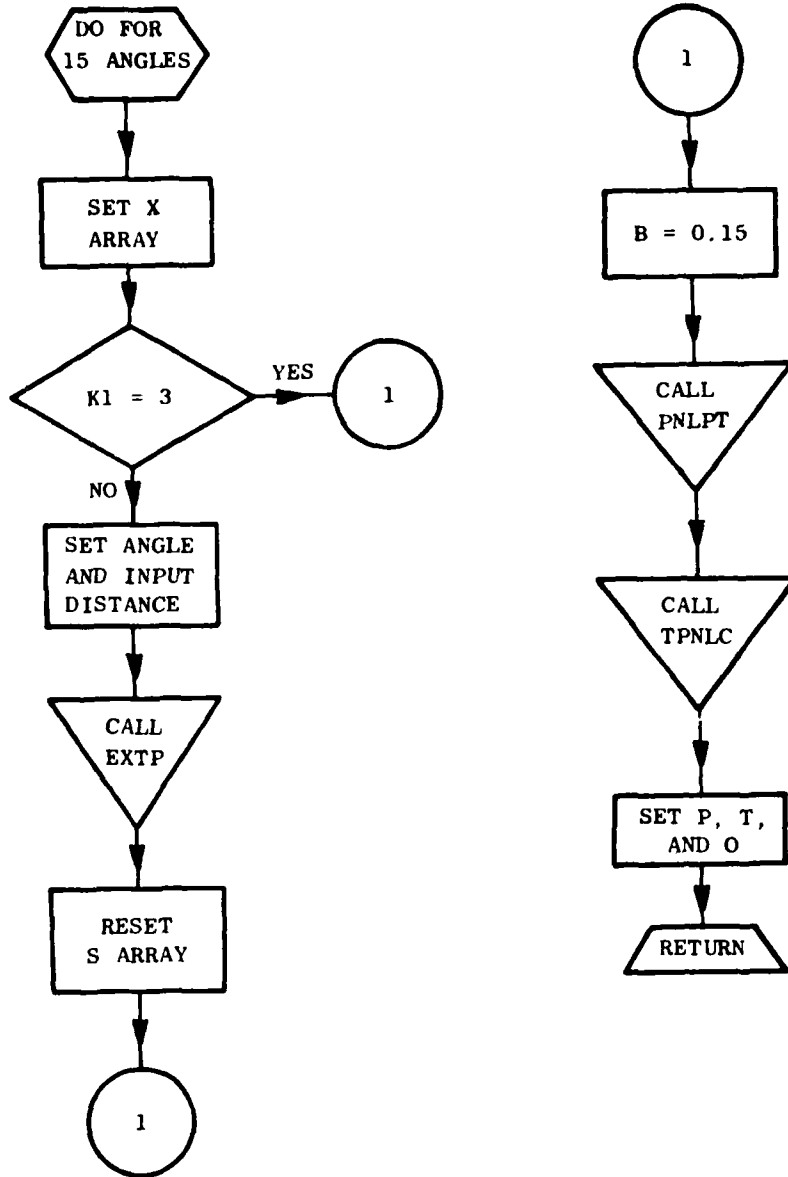 DO FOR
15 ANGLES
SET X
ARRAY
K1 = 3
YES
1
NO
SET ANGLE
AND INPUT
DISTANCE
CALL
EXTP
RESET
S ARRAY
1
1
B = 0.15
CALL
PNLPT
CALL
TPNLC
SET P, T,
AND O
RETURN